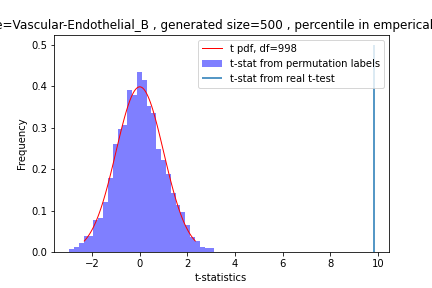 e=Vascular-Endothelial_B , generated size=500 , percentile in emperical
0.5
0.4
0.3
0.2
0.1
0.0
Frequency
t pdf, df=998
t-stat from permutation labels
t-stat from real t-test
−2
0
2
4
6
8
10
t-statistics